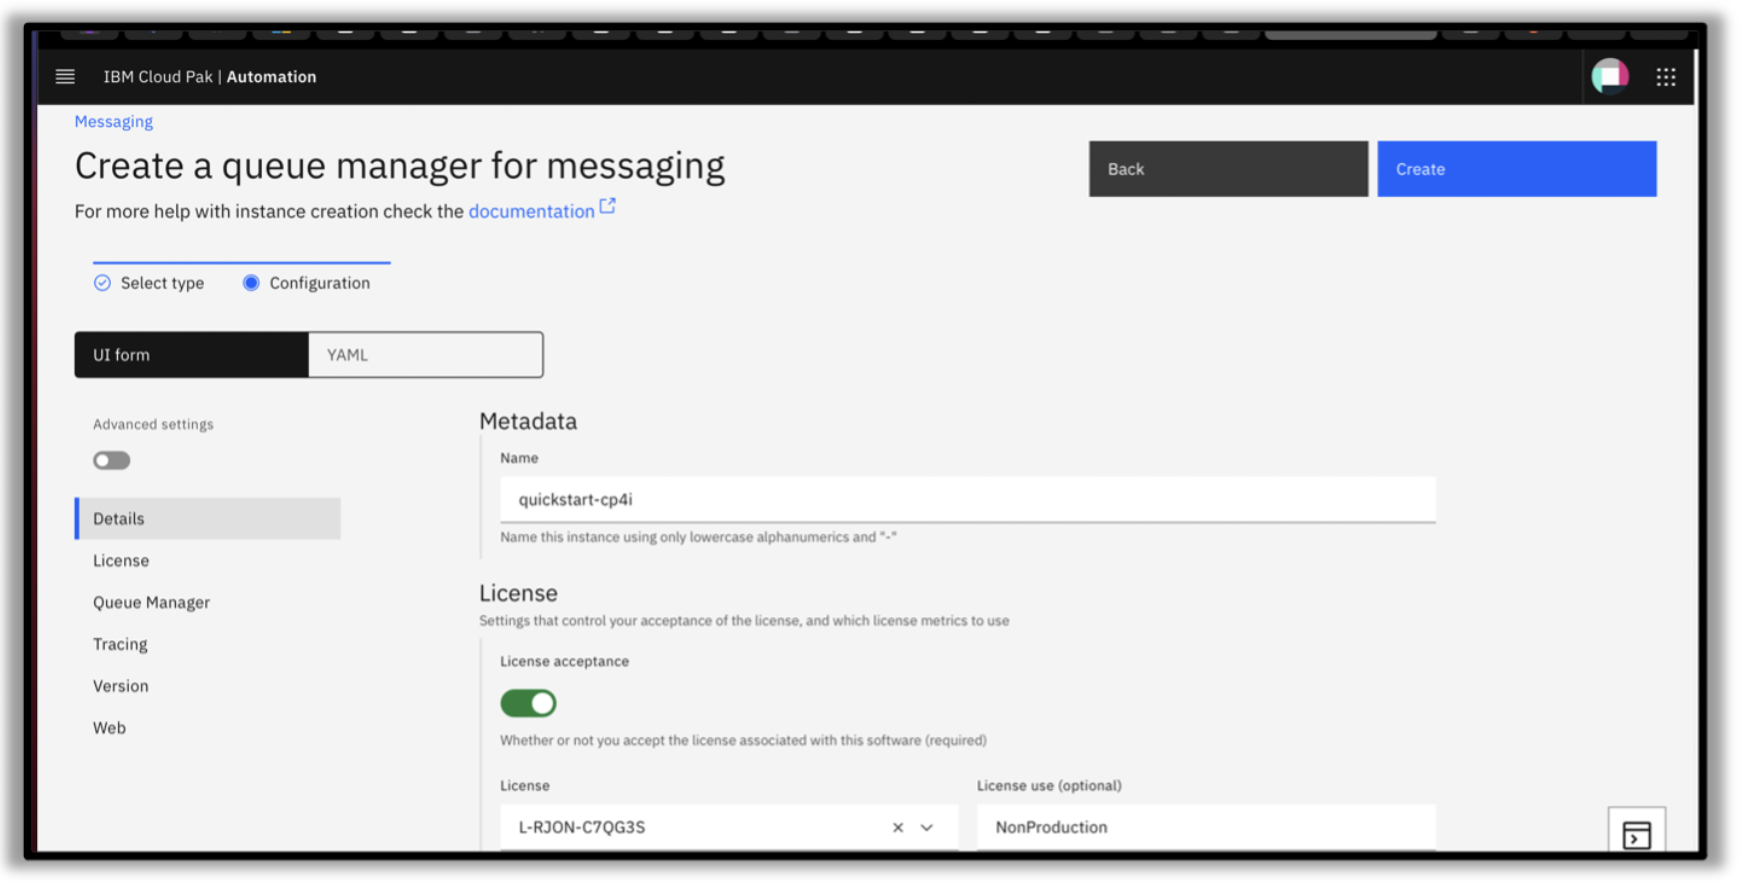 IBM Cloud Pak | Automation
Messaging
Create a queue manager for messaging
Back
Create
For more help with instance creation check the documentation
Select type
Configuration
UI form
YAML
Advanced settings
Details
License
Queue Manager
Tracing
Version
Web
Metadata
Name
quickstart-cp4i
Name this instance using only lowercase alphanumerics and "-"
License
Settings that control your acceptance of the license, and which license metrics to use
License acceptance
Whether or not you accept the license associated with this software (required)
License
License use (optional)
L-RJON-C7QG3S
NonProduction